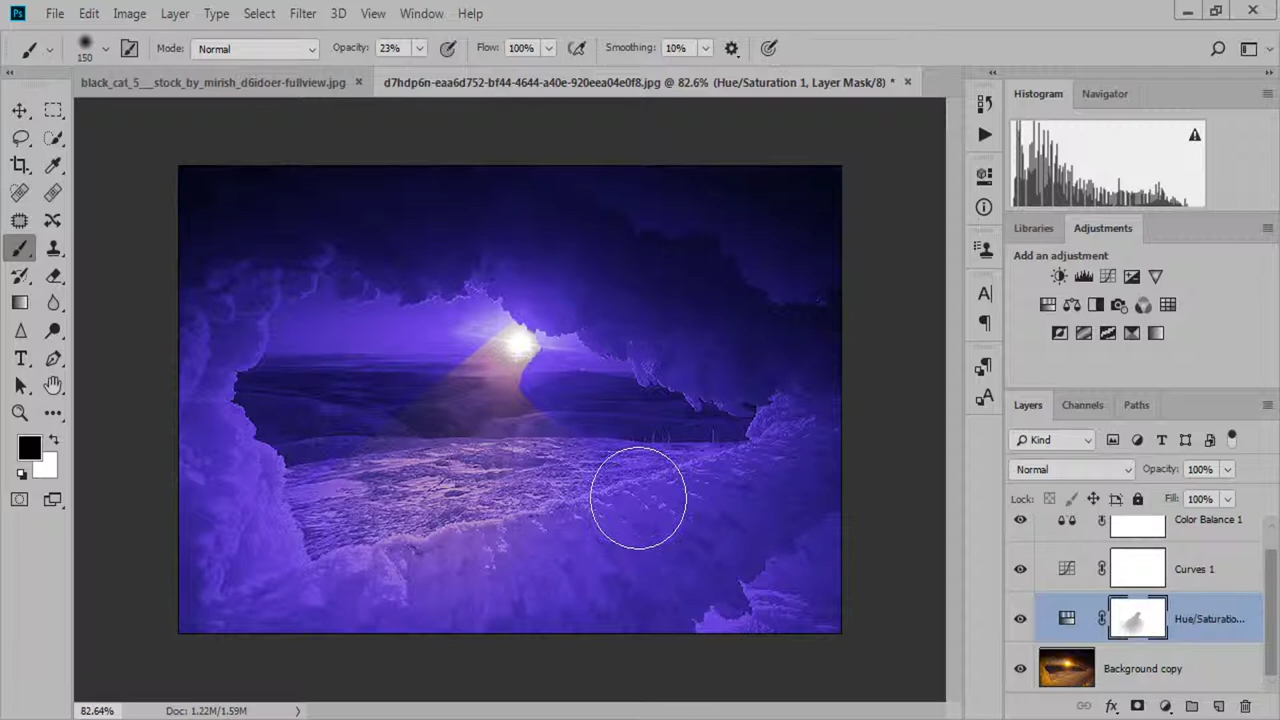 Ps File Edit Image Layer Type Select Filter 3D View Window Help
150 Mode: Normal Opacity: 23% Flow: 100% Smoothing: 10%
black_cat_5___stock_by_mirish_d6idoer-fullview.jpg d7hdp6n-eaa6d752-bf44-4644-a40e-920eea04e0f8.jpg @ 82.6% (Hue/Saturation 1, Layer Mask/8) *
Histogram Navigator
Libraries Adjustments
Add an adjustment
Layers Channels Paths
Kind
Normal Opacity: 100%
Lock: Fill: 100%
Color Balance 1
Curves 1
Hue/Saturatio...
Background copy
82.64% Doc: 1.22M/1.59M